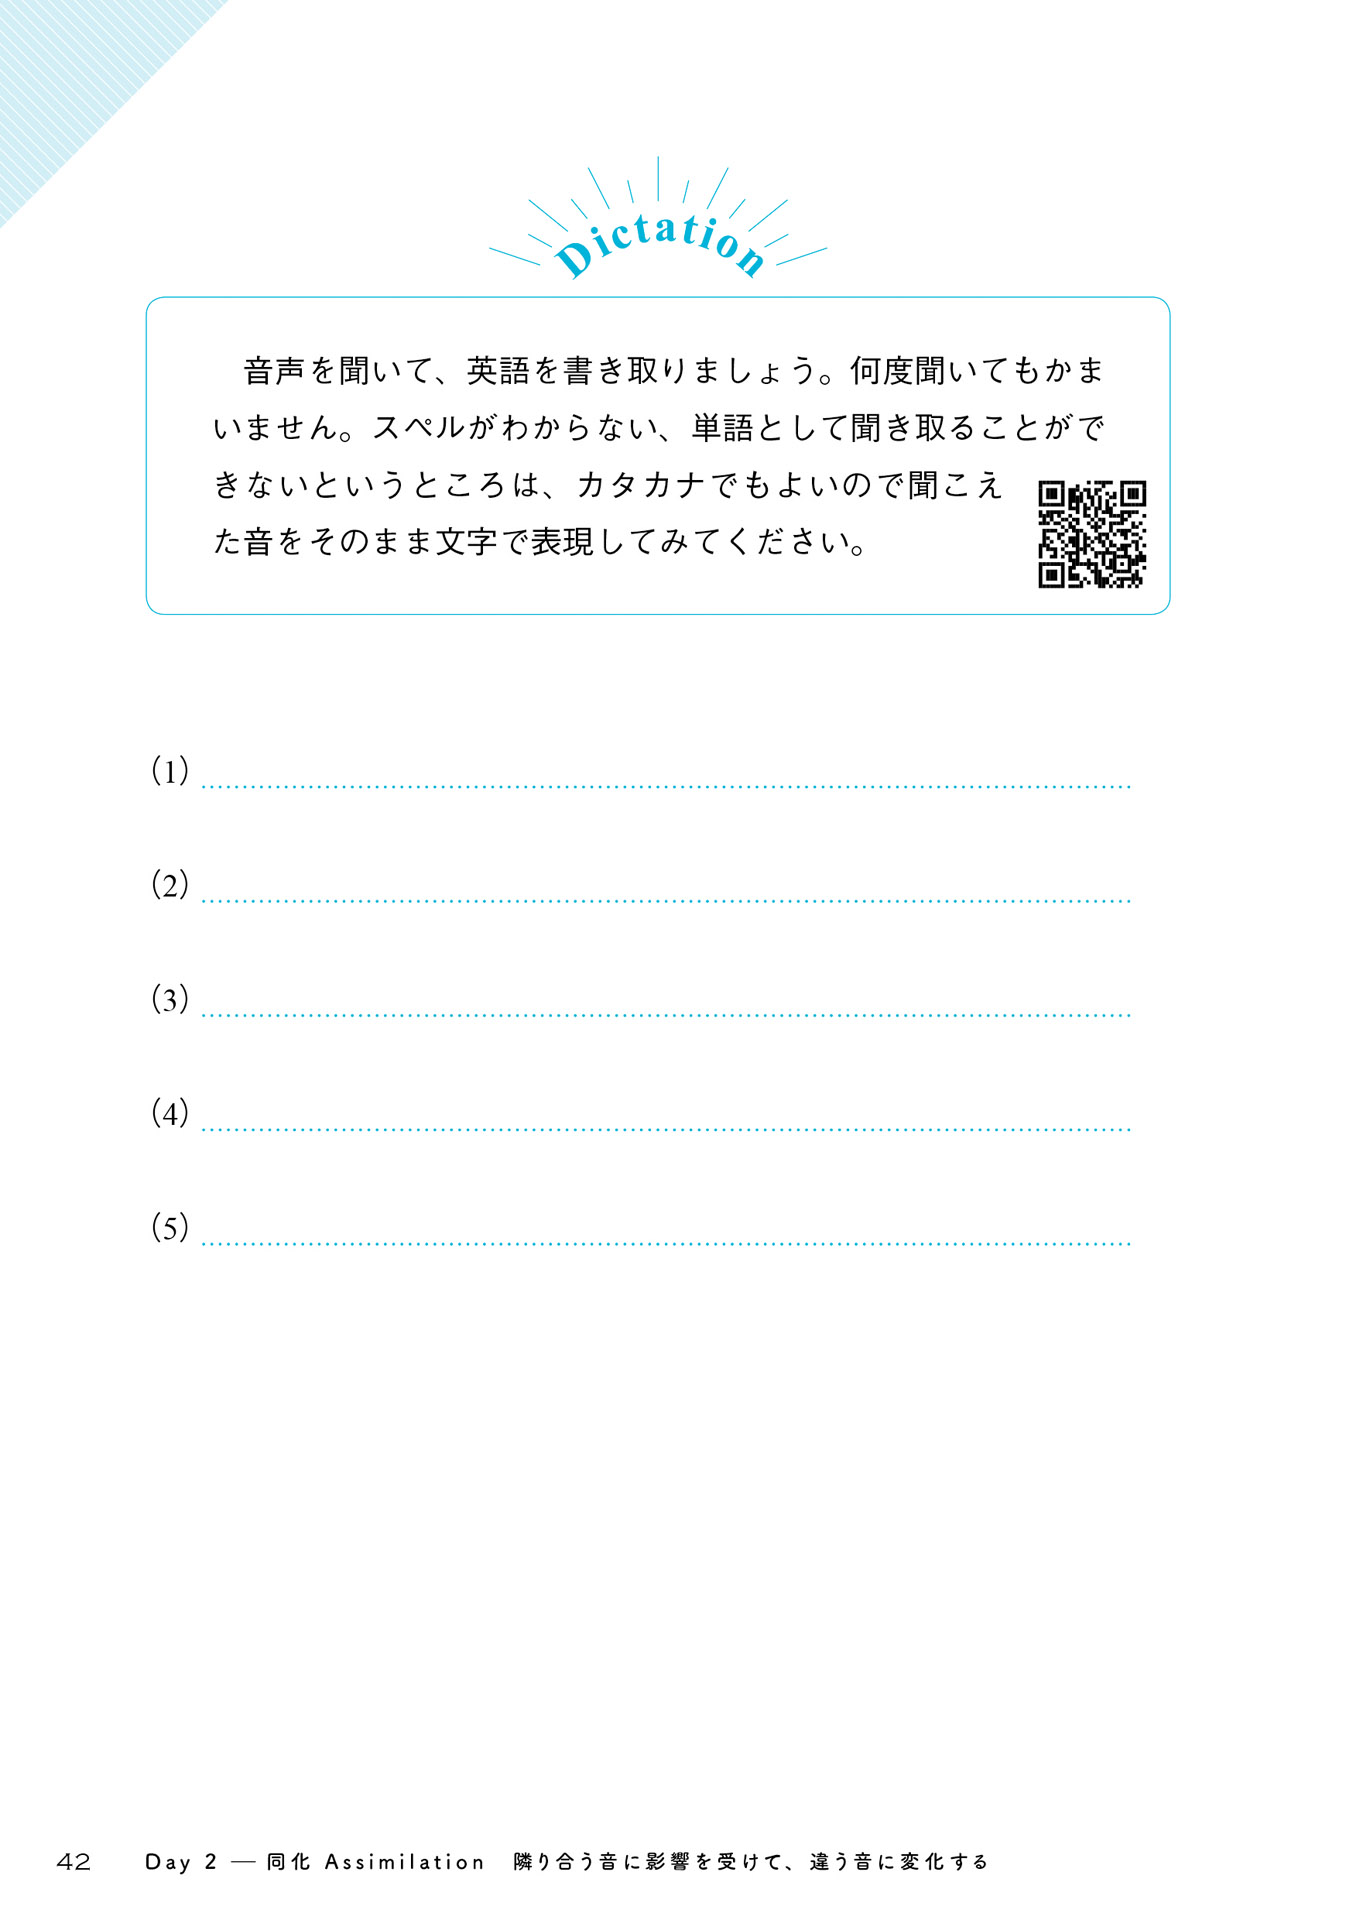 Dictation
音声を聞いて、英語を書き取りましょう。何度聞いてもかま
いません。スペルがわからない、単語として聞き取ることがで
きないというところは、カタカナでもよいので聞こえ
た音をそのまま文字で表現してみてください。
(1)
(2)
(3)
(4)
(5)
42 Day 2 — 同化 Assimilation 隣り合う音に影響を受けて、違う音に変化する